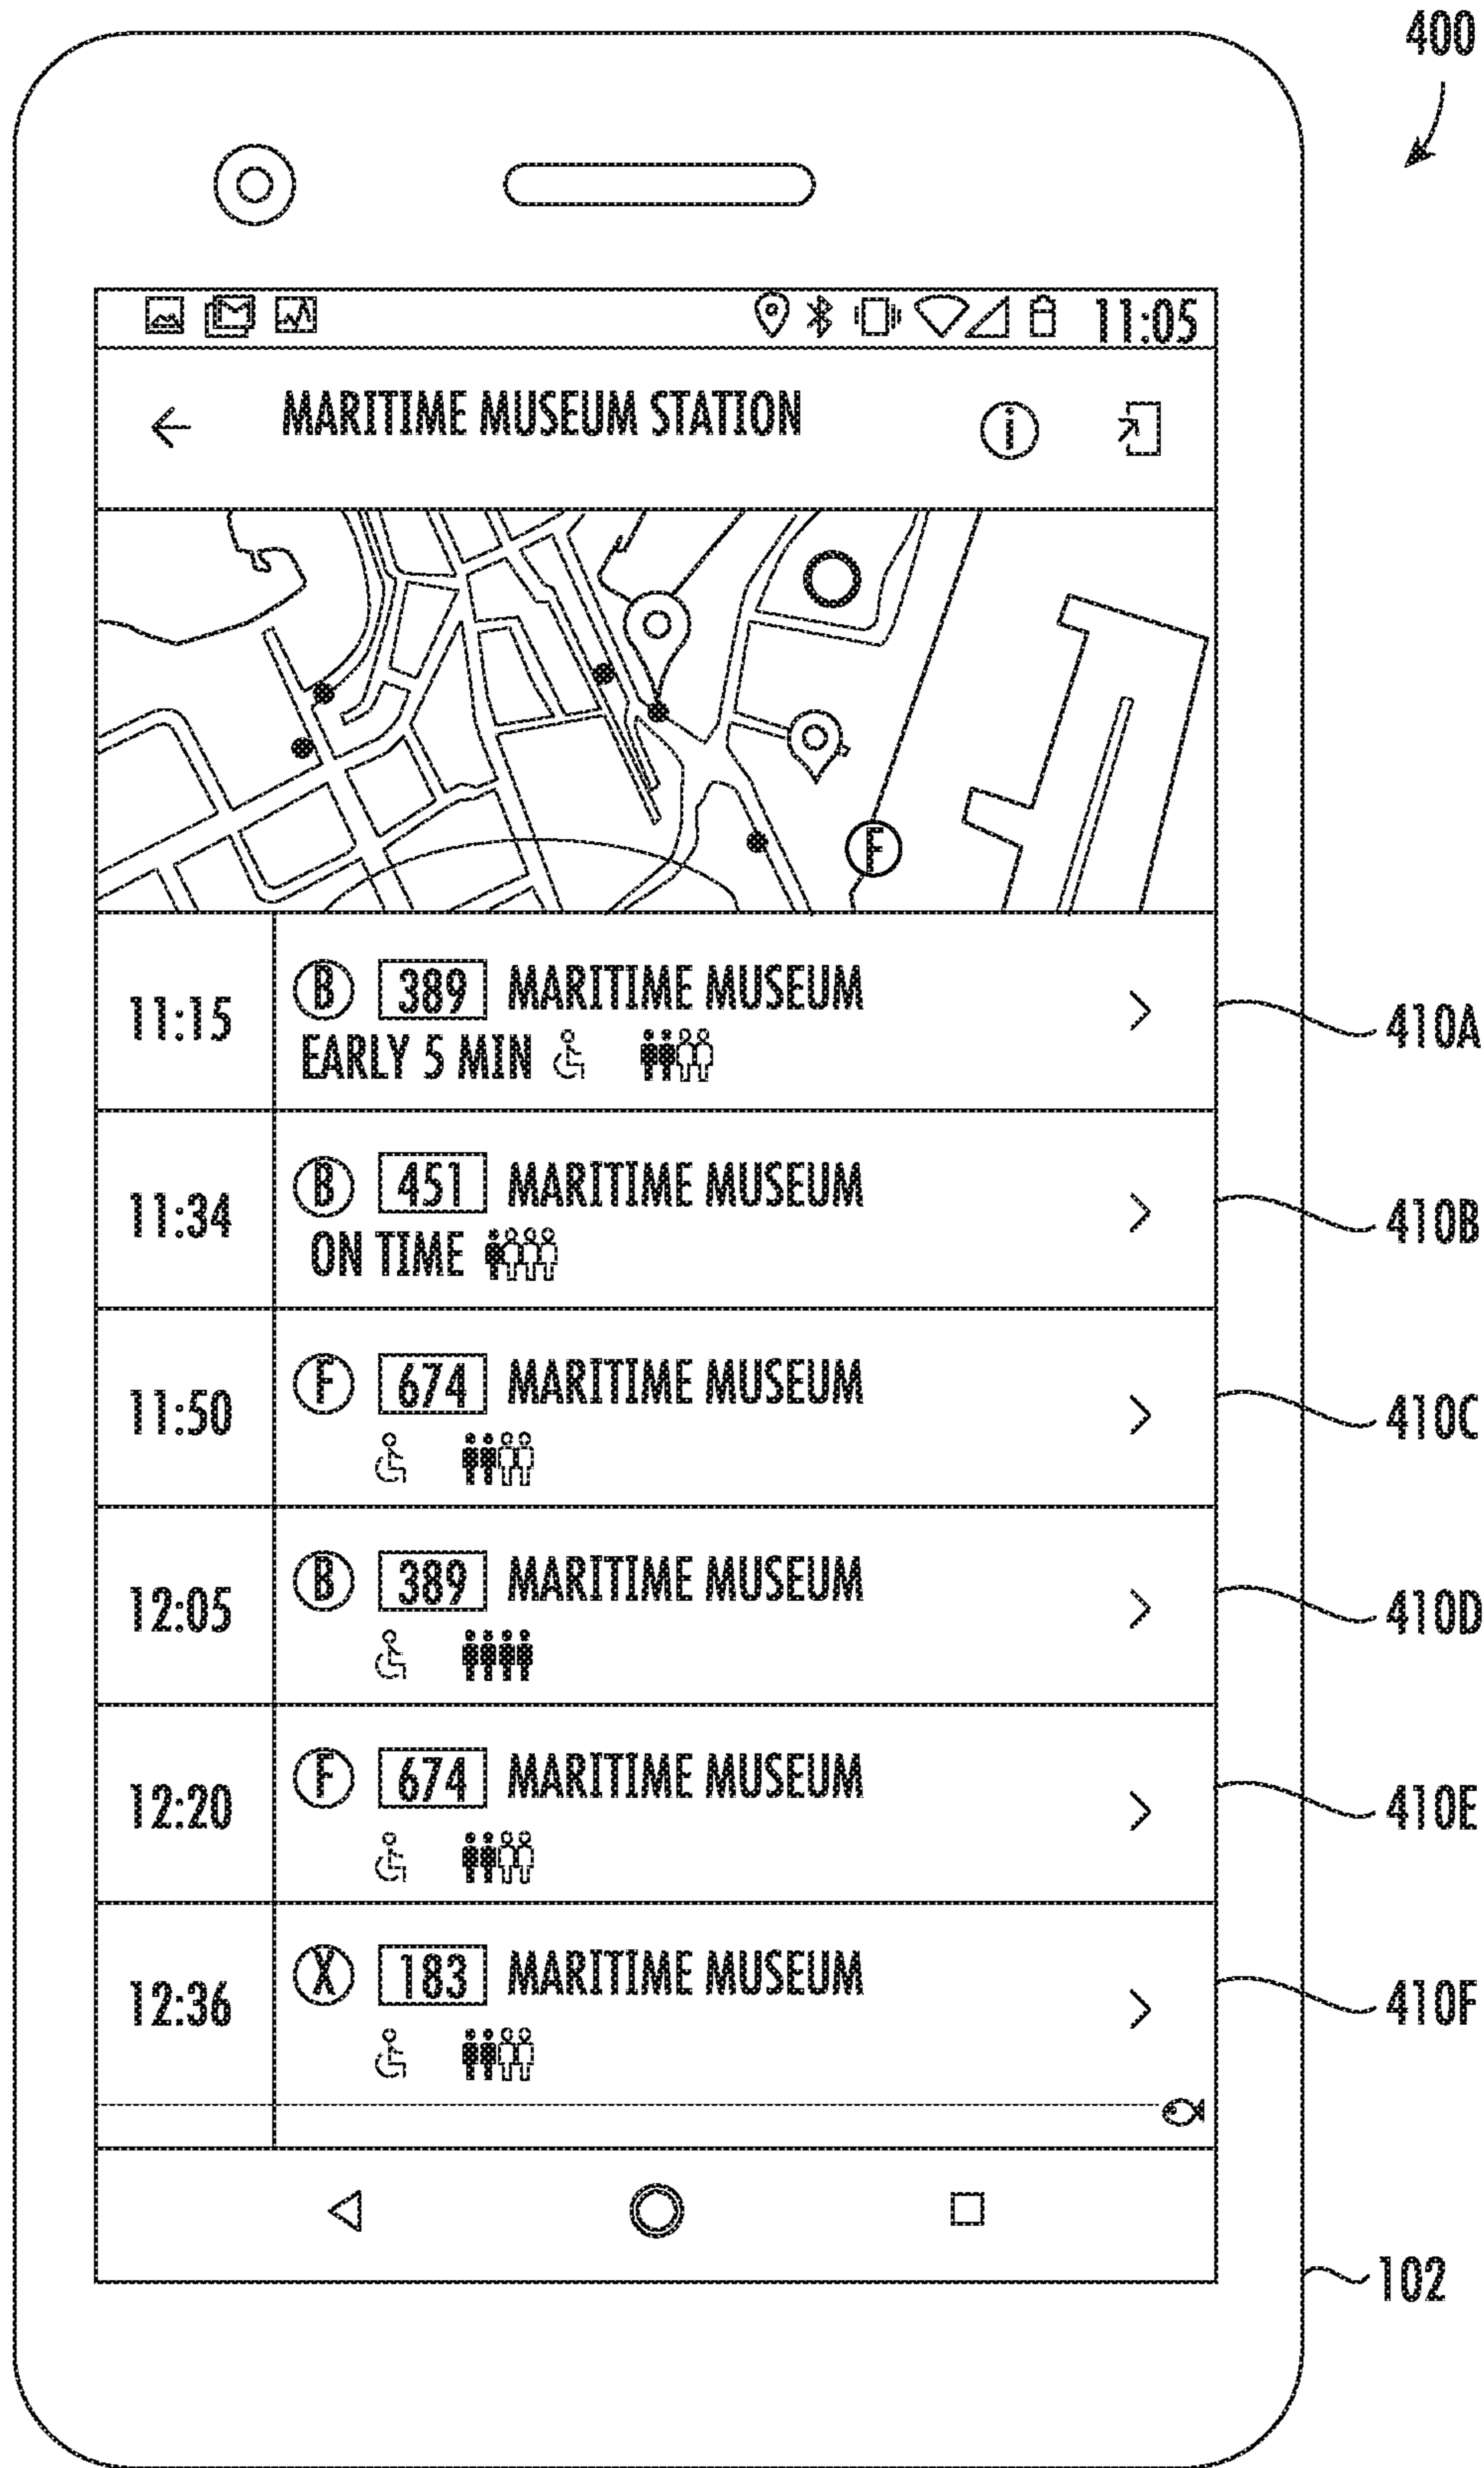 400
11:05
MARITIME MUSEUM STATION
i
F
11:15
B 389 MARITIME MUSEUM
EARLY 5 MIN
410A
11:34
B 451 MARITIME MUSEUM
ON TIME
410B
11:50
F 674 MARITIME MUSEUM
410C
12:05
B 389 MARITIME MUSEUM
410D
12:20
F 674 MARITIME MUSEUM
410E
12:36
X 183 MARITIME MUSEUM
410F
102